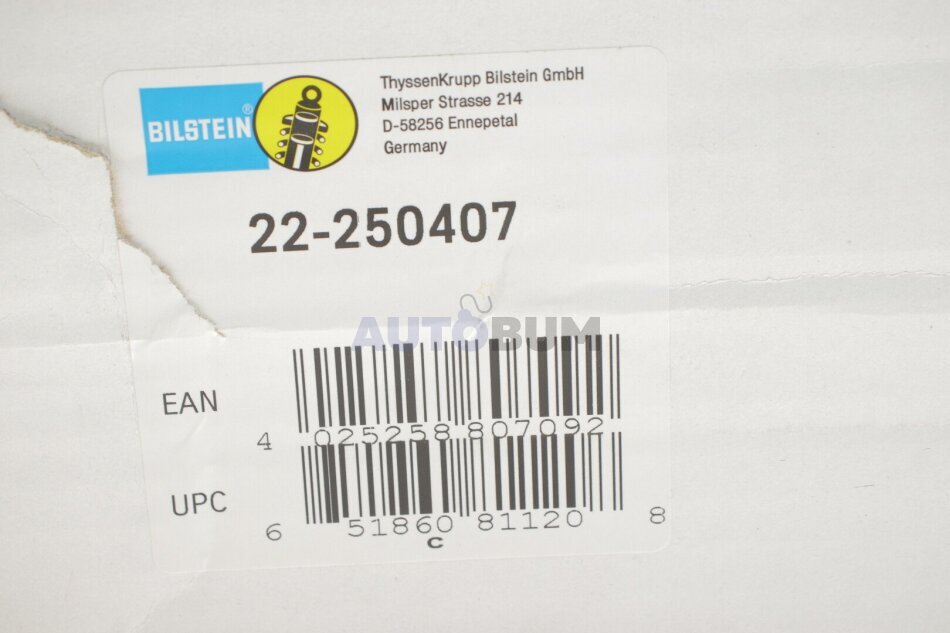 BILSTEIN®
ThyssenKrupp Bilstein GmbH
Milsper Strasse 214
D-58256 Ennepetal
Germany
22-250407
AUTOBUM
EAN
4 025258 807092
UPC
6 51860 81120 8
C